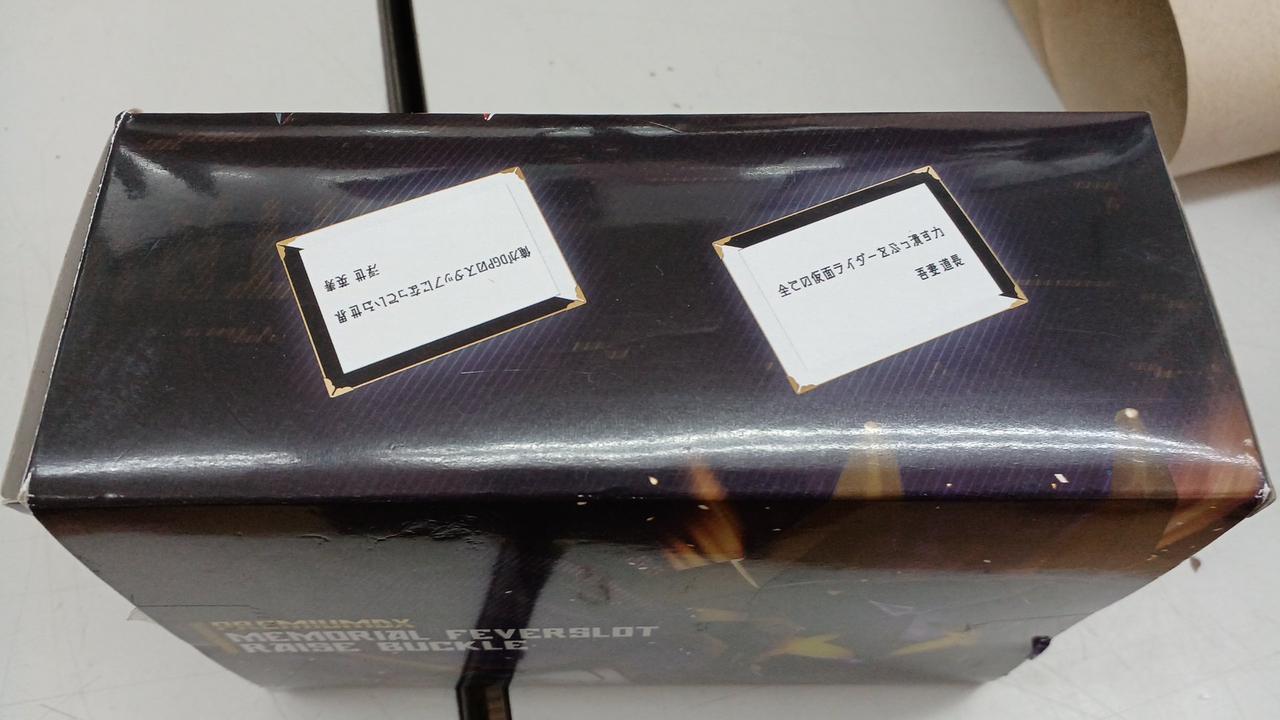 俺がDGPのスタッフになっている世界
浮世 英寿
全ての仮面ライダーをぶっ潰す力
吾妻 道長
PREMIUMDX
MEMORIAL FEVERSLOT
RAISE BUCKLE